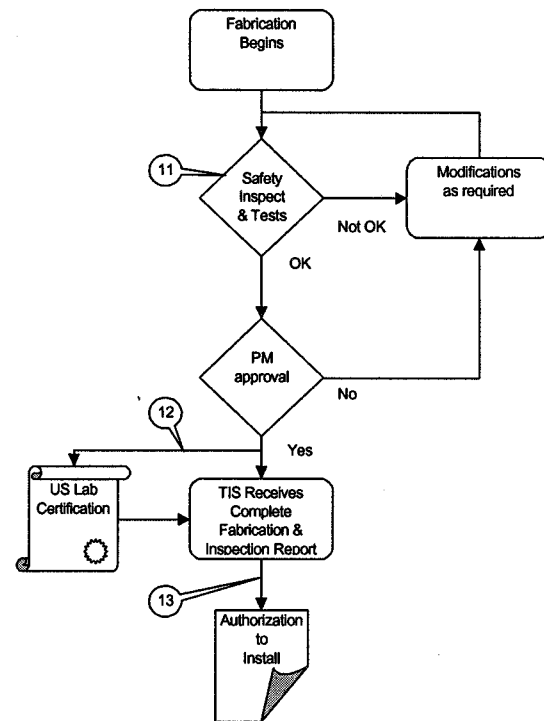 Fabrication
Begins
11
Safety
Inspect
& Tests
Modifications
as required
Not OK
OK
PM
approval
No
12
Yes
US Lab
Certification
TIS Receives
Complete
Fabrication &
Inspection Report
13
Authorization
to
Install